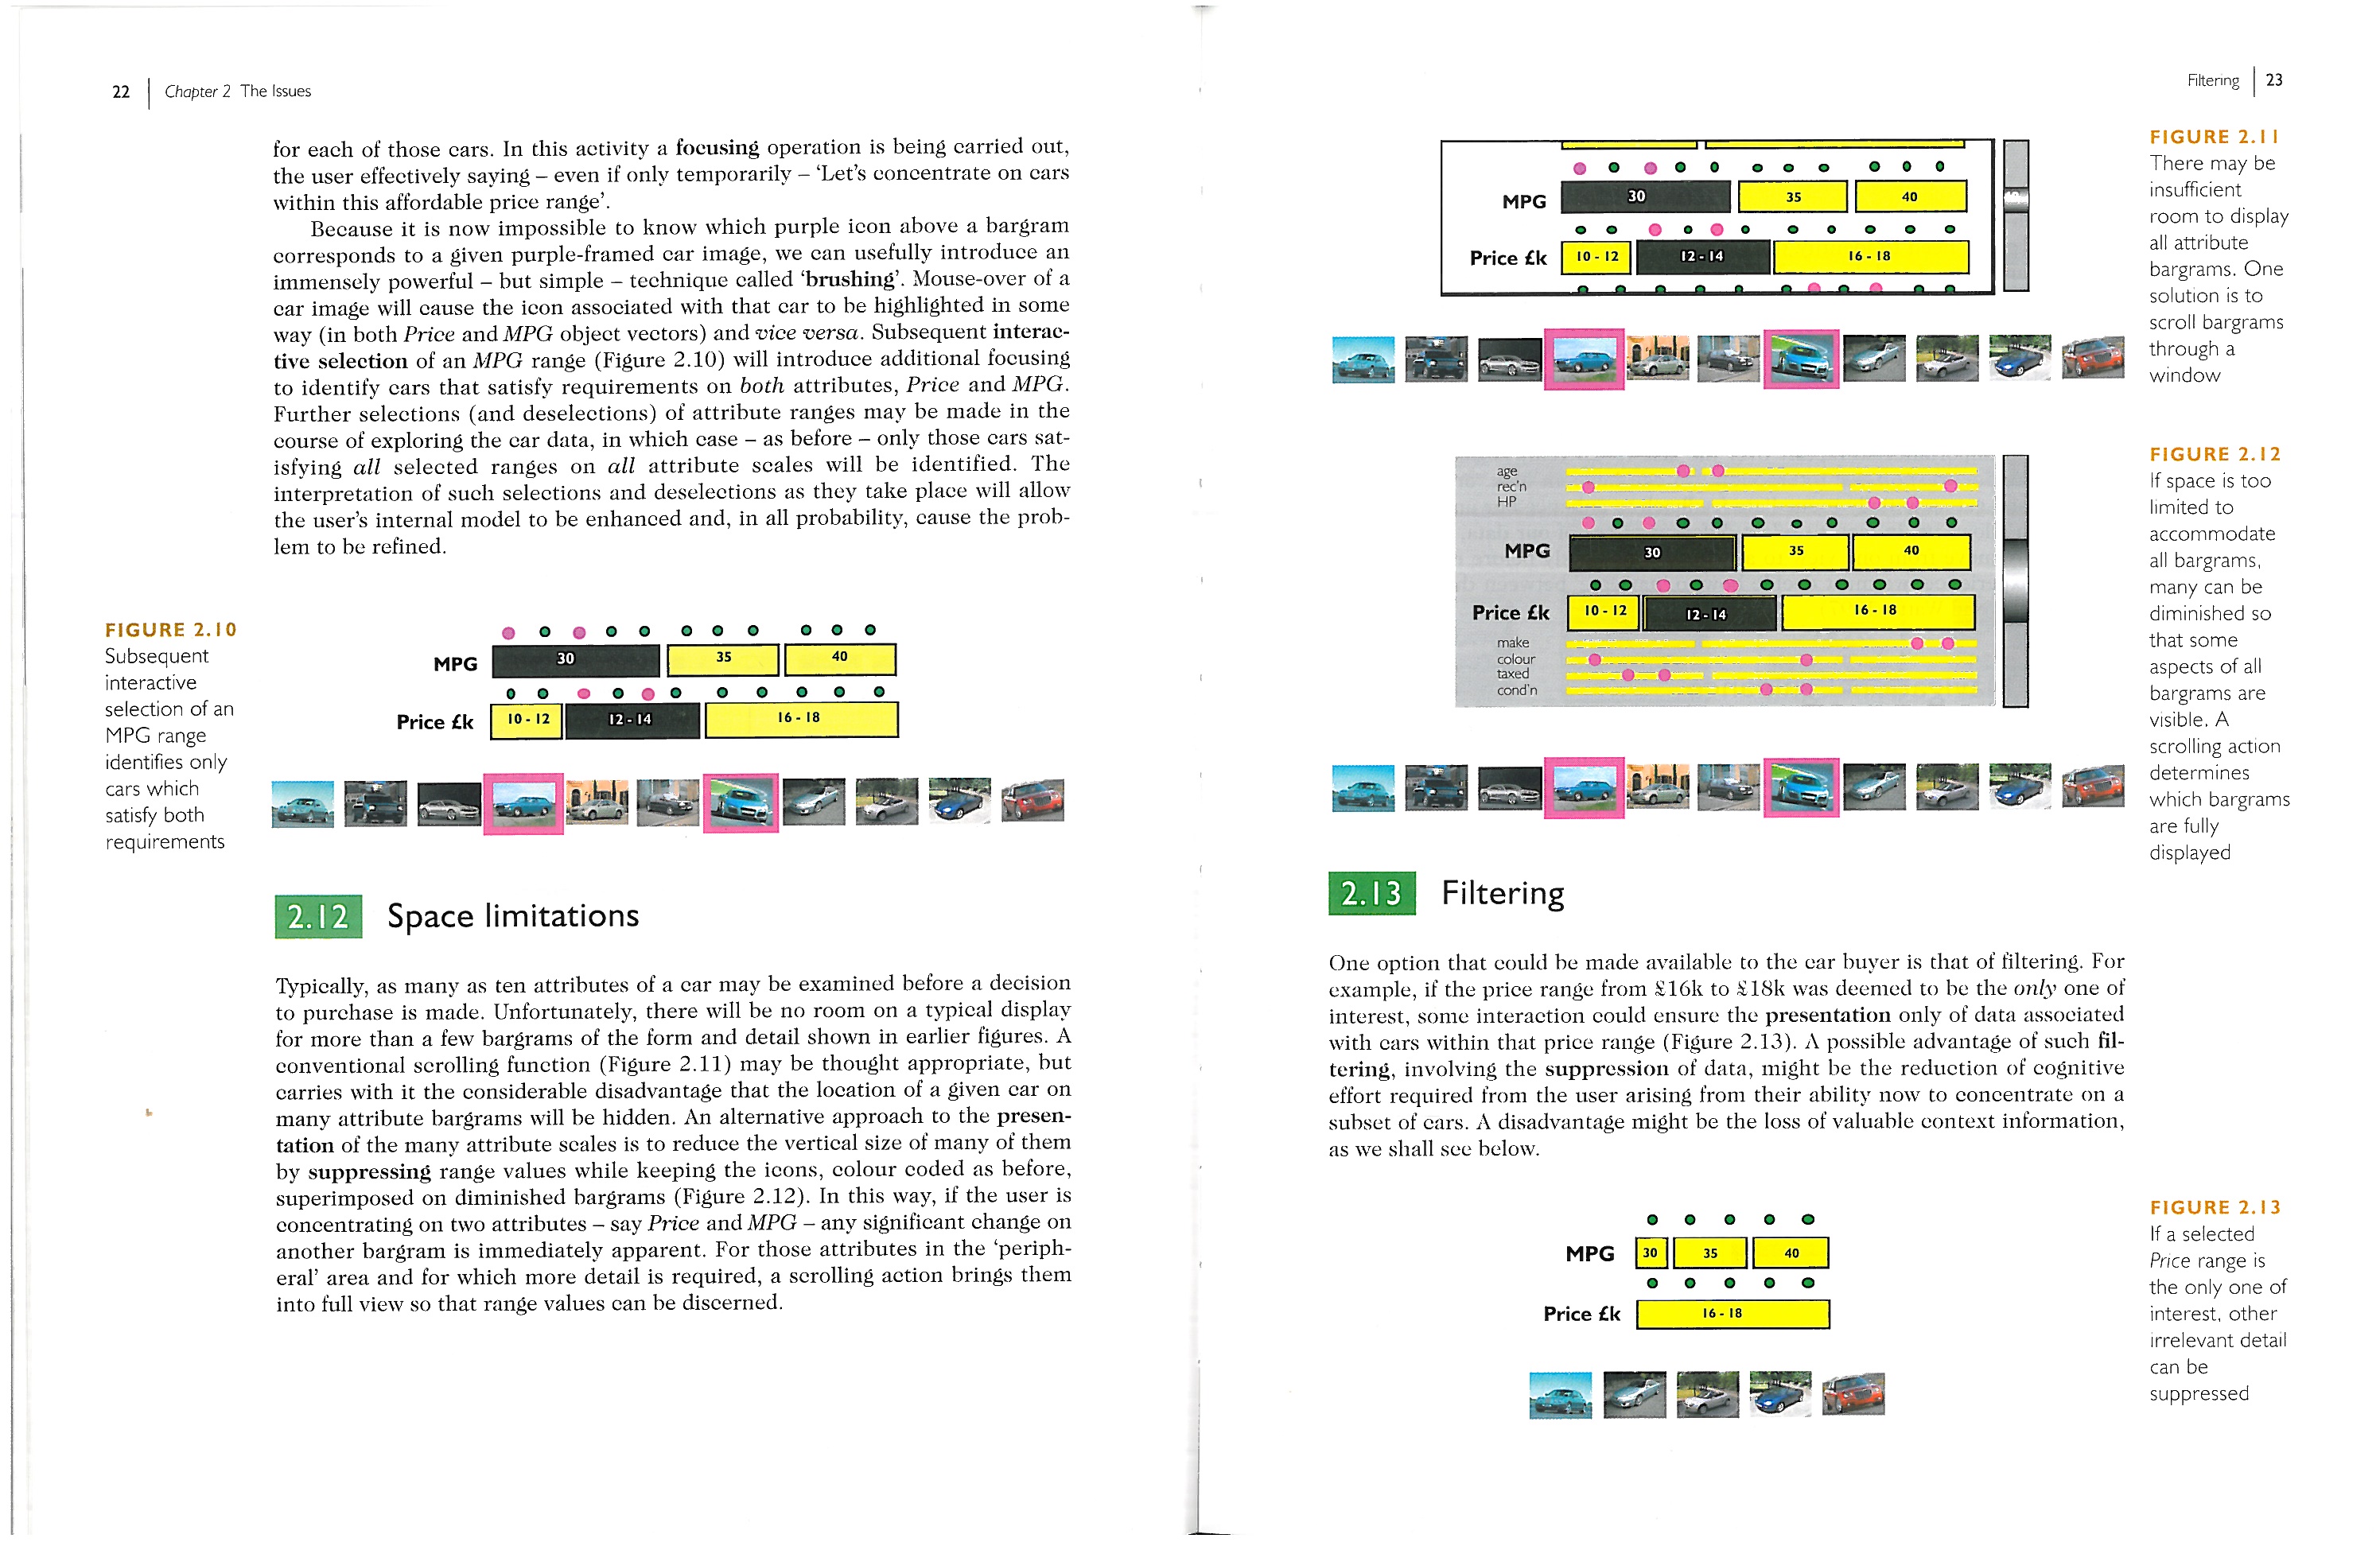 22 | Chapter 2 The Issues
for each of those cars. In this activity a focusing operation is being carried out,
the user effectively saying – even if only temporarily – ‘Let’s concentrate on cars
within this affordable price range’.
Because it is now impossible to know which purple icon above a bargram
corresponds to a given purple-framed car image, we can usefully introduce an
immensely powerful – but simple – technique called ‘brushing’. Mouse-over of a
car image will cause the icon associated with that car to be highlighted in some
way (in both Price and MPG object vectors) and vice versa. Subsequent interac-
tive selection of an MPG range (Figure 2.10) will introduce additional focusing
to identify cars that satisfy requirements on both attributes, Price and MPG.
Further selections (and deselections) of attribute ranges may be made in the
course of exploring the car data, in which case – as before – only those cars sat-
isfying all selected ranges on all attribute scales will be identified. The
interpretation of such selections and deselections as they take place will allow
the user’s internal model to be enhanced and, in all probability, cause the prob-
lem to be refined.
FIGURE 2.10
Subsequent
interactive
selection of an
MPG range
identifies only
cars which
satisfy both
requirements
MPG 30 35 40
Price £k 10 - 12 12 - 14 16 - 18
2.12 Space limitations
Typically, as many as ten attributes of a car may be examined before a decision
to purchase is made. Unfortunately, there will be no room on a typical display
for more than a few bargrams of the form and detail shown in earlier figures. A
conventional scrolling function (Figure 2.11) may be thought appropriate, but
carries with it the considerable disadvantage that the location of a given car on
many attribute bargrams will be hidden. An alternative approach to the presen-
tation of the many attribute scales is to reduce the vertical size of many of them
by suppressing range values while keeping the icons, colour coded as before,
superimposed on diminished bargrams (Figure 2.12). In this way, if the user is
concentrating on two attributes – say Price and MPG – any significant change on
another bargram is immediately apparent. For those attributes in the ‘periph-
eral’ area and for which more detail is required, a scrolling action brings them
into full view so that range values can be discerned.
Filtering | 23
MPG 30 35 40
Price £k 10 - 12 12 - 14 16 - 18
FIGURE 2.11
There may be
insufficient
room to display
all attribute
bargrams. One
solution is to
scroll bargrams
through a
window
age
rec'n
HP
MPG 30 35 40
Price £k 10 - 12 12 - 14 16 - 18
make
colour
taxed
cond'n
FIGURE 2.12
If space is too
limited to
accommodate
all bargrams,
many can be
diminished so
that some
aspects of all
bargrams are
visible. A
scrolling action
determines
which bargrams
are fully
displayed
2.13 Filtering
One option that could be made available to the car buyer is that of filtering. For
example, if the price range from £16k to £18k was deemed to be the only one of
interest, some interaction could ensure the presentation only of data associated
with cars within that price range (Figure 2.13). A possible advantage of such fil-
tering, involving the suppression of data, might be the reduction of cognitive
effort required from the user arising from their ability now to concentrate on a
subset of cars. A disadvantage might be the loss of valuable context information,
as we shall see below.
MPG 30 35 40
Price £k 16 - 18
FIGURE 2.13
If a selected
Price range is
the only one of
interest, other
irrelevant detail
can be
suppressed